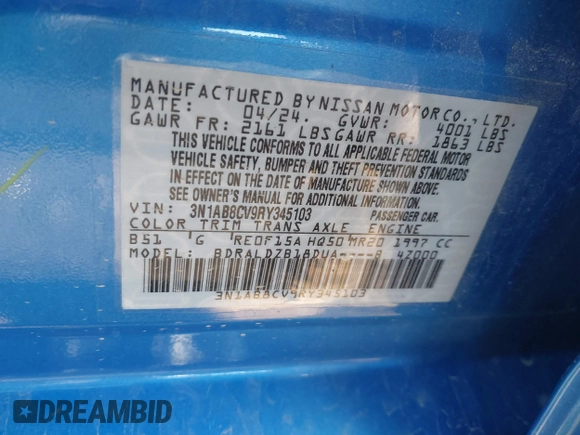 MANUFACTURED BY NISSAN MOTOR CO., LTD.
DATE: 04/24. GVWR: 4001 LBS
GAWR FR: 2161 LBS GAWR RR: 1863 LBS
THIS VEHICLE CONFORMS TO ALL APPLICABLE FEDERAL MOTOR
VEHICLE SAFETY, BUMPER AND THEFT PREVENTION STANDARDS
IN EFFECT ON THE DATE OF MANUFACTURE SHOWN ABOVE.
SEE OWNER'S MANUAL FOR ADDITIONAL INFORMATION.
VIN: 3N1AB8CV9RY345103 PASSENGER CAR.
COLOR TRIM TRANS AXLE ENGINE
B51 G RE0F15A HQ50 MR20 1997 CC
MODEL: BDRALDZB18DUA----B 4Z000
3N1AB8CV9RY345103
DREAMBID